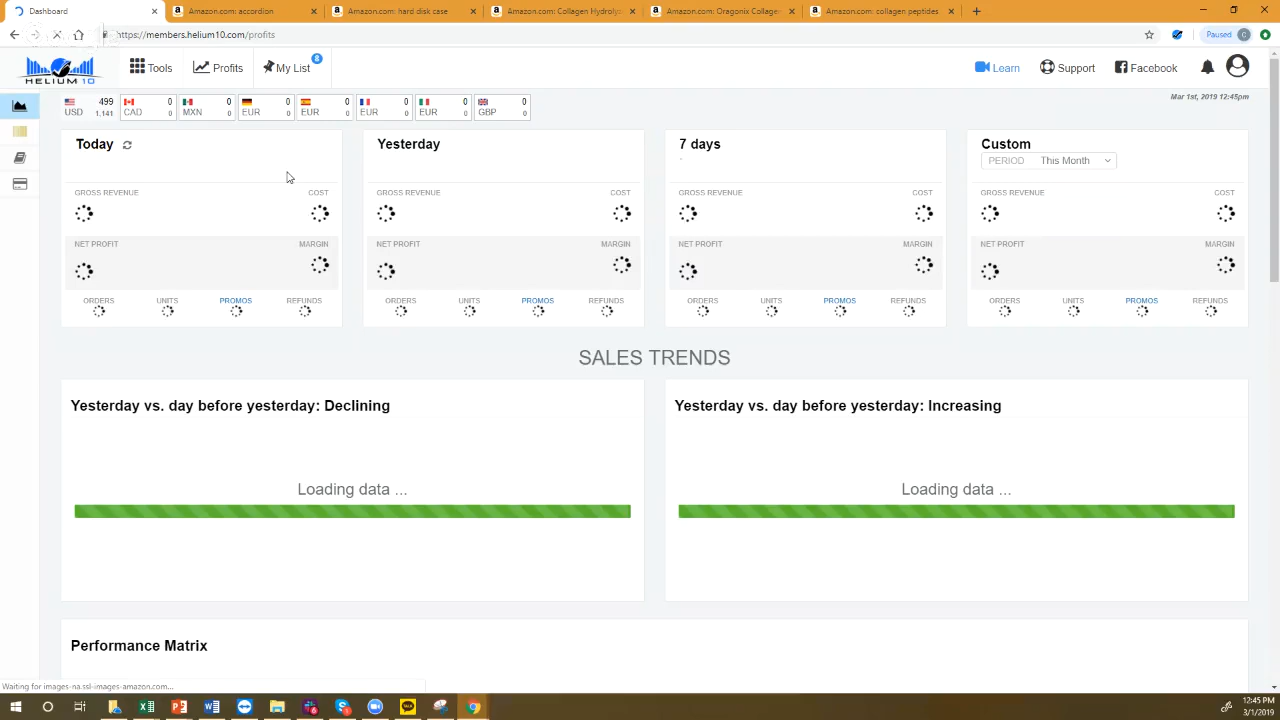 Dashboard
Amazon.com: accordion
Amazon.com: hard disk case
Amazon.com: Collagen Hydrolyz
Amazon.com: Oragonix Collagen
Amazon.com: collagen peptides
https://members.helium10.com/profits
Paused
HELIUM 10
Tools
Profits
My List
8
Learn
Support
Facebook
USD 499 1,141
CAD 0 0
MXN 0 0
EUR 0 0
EUR 0 0
EUR 0 0
EUR 0 0
GBP 0 0
Mar 1st, 2019 12:45pm
Today
Yesterday
7 days
Custom
PERIOD This Month
GROSS REVENUE COST
GROSS REVENUE COST
GROSS REVENUE COST
GROSS REVENUE COST
NET PROFIT MARGIN
NET PROFIT MARGIN
NET PROFIT MARGIN
NET PROFIT MARGIN
ORDERS UNITS PROMOS REFUNDS
ORDERS UNITS PROMOS REFUNDS
ORDERS UNITS PROMOS REFUNDS
ORDERS UNITS PROMOS REFUNDS
SALES TRENDS
Yesterday vs. day before yesterday: Declining
Yesterday vs. day before yesterday: Increasing
Loading data ...
Loading data ...
Performance Matrix
Waiting for images-na.ssl-images-amazon.com...
12:45 PM
3/1/2019